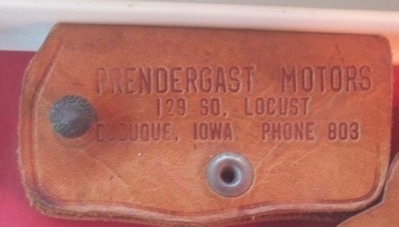 PRENDERGAST MOTORS
129 SO. LOCUST
DUBUQUE, IOWA PHONE 803